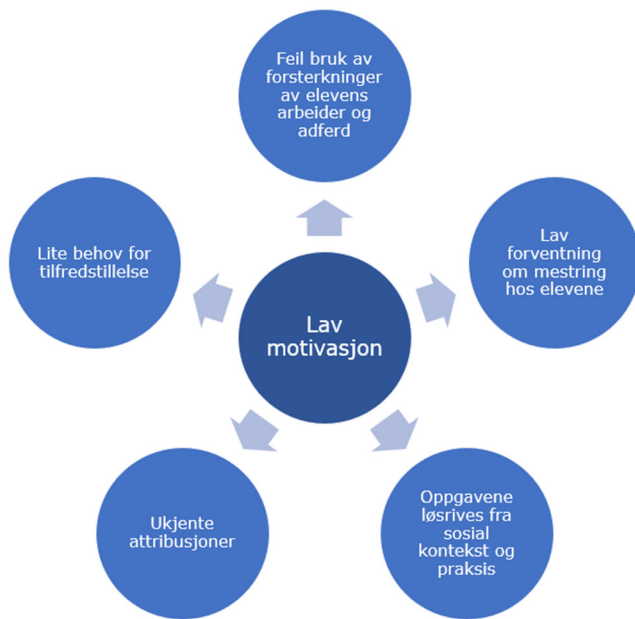 Feil bruk av
forsterkninger
av elevens
arbeider og
adferd
Lite behov for
tilfredstillelse
Lav
forventning
om mestring
hos elevene
Lav
motivasjon
Ukjente
attribusjoner
Oppgavene
løsrives fra
sosial
kontekst og
praksis